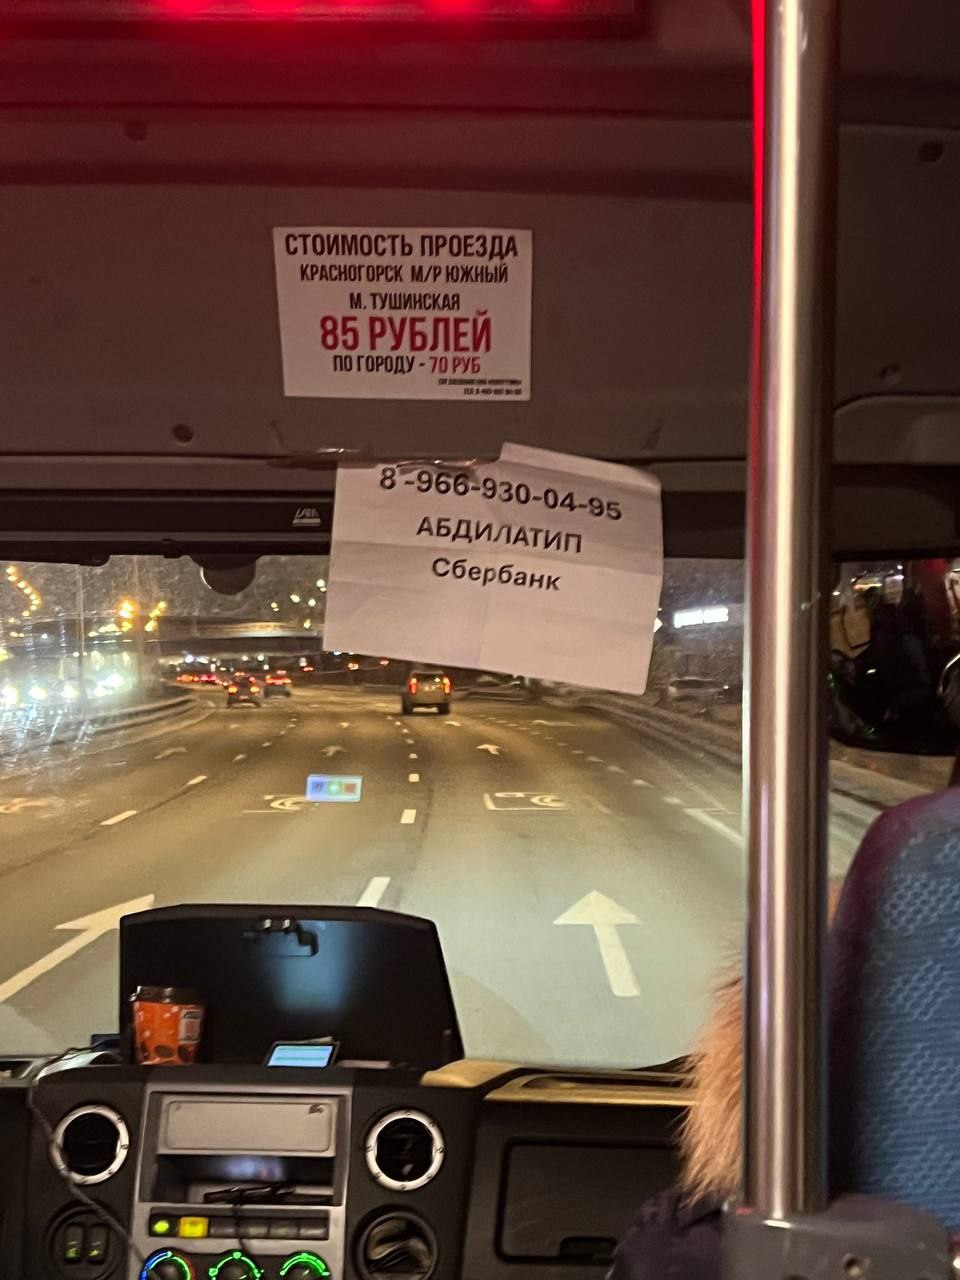 СТОИМОСТЬ ПРОЕЗДА
КРАСНОГОРСК М/Р ЮЖНЫЙ
М. ТУШИНСКАЯ
85 РУБЛЕЙ
ПО ГОРОДУ - 70 РУБ
8 -966-930-04-95
АБДИЛАТИП
Сбербанк